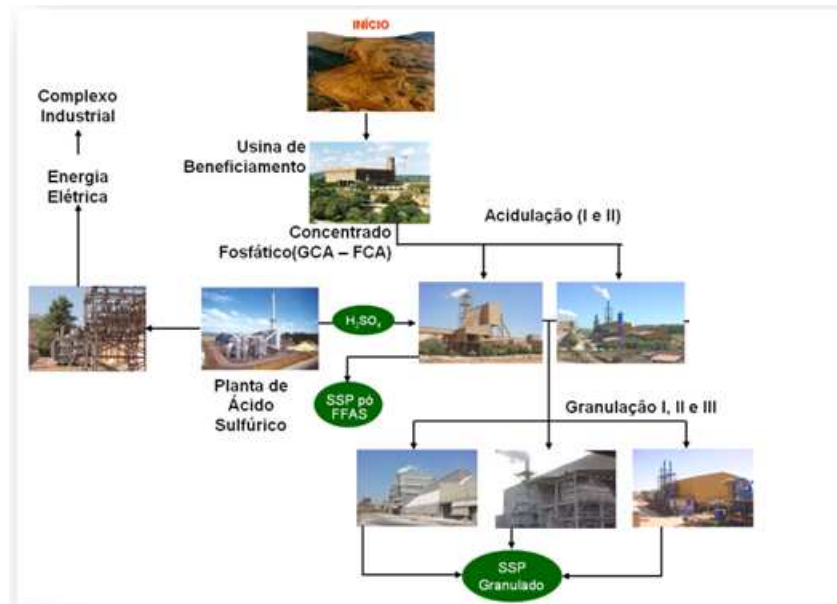 INÍCIO
Complexo
Industrial
Usina de
Beneficiamento
Energia
Elétrica
Acidulação (I e II)
Concentrado
Fosfático(GCA – FCA)
H₂SO₄
Planta de
Ácido
Sulfúrico
SSP pó
FFAS
Granulação I, II e III
SSP
Granulado